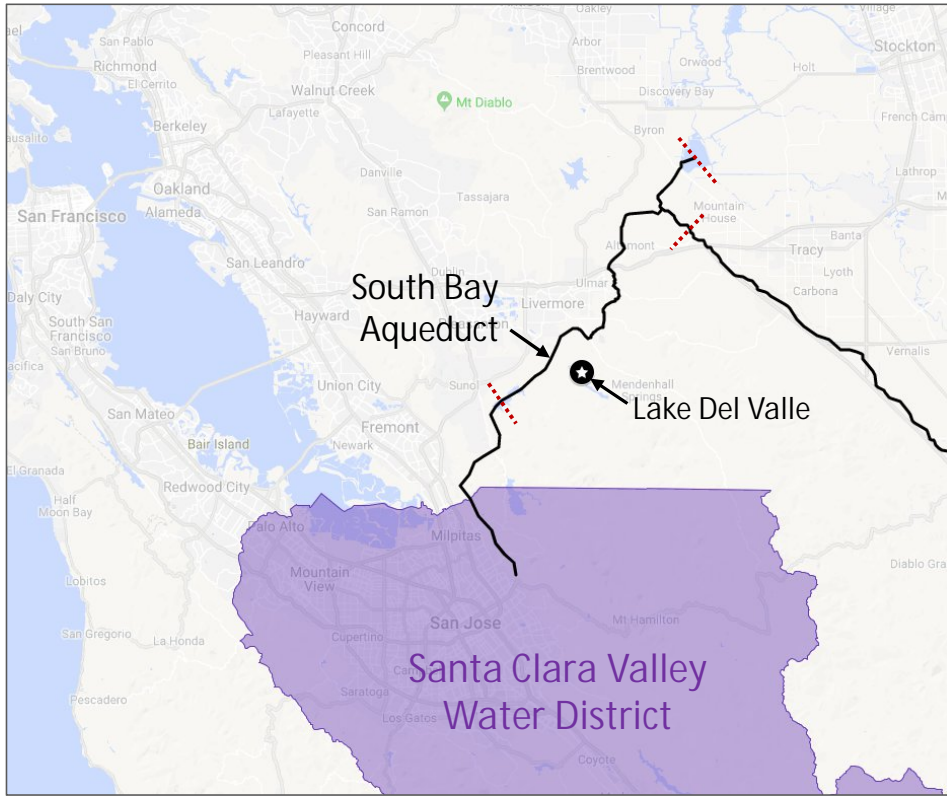 ael
San Pablo
Richmond
El Cerrito
Concord
Pleasant Hill
Walnut Creek
Lafayette
Oakley
Arbor
Orwood
Brentwood
Holt
Discovery Bay
Village
Stockton
French Camp
Mt Diablo
Berkeley
Byron
ausalito
Oakland
Alameda
Danville
Tassajara
San Ramon
Lathrop
San Francisco
Mountain
House
Banta
Altamont
Tracy
Lyoth
Carbona
San Leandro
Dublin
Ulmar
Daly City
Hayward
Livermore
South Bay
Aqueduct
South San
Francisco
San Bruno
acifica
Vernalis
Union City
Sunol
Mendenhall
Springs
Lake Del Valle
San Mateo
Fremont
Newark
Bair Island
El Granada
Half
Moon Bay
Redwood City
Palo Alto
Milpitas
Mountain
View
Diablo Gra
Lobitos
San Gregorio
La Honda
Cupertino
San Jose
Mt Hamilton
Santa Clara Valley
Water District
Saratoga
Pescadero
Los Gatos
Coyote